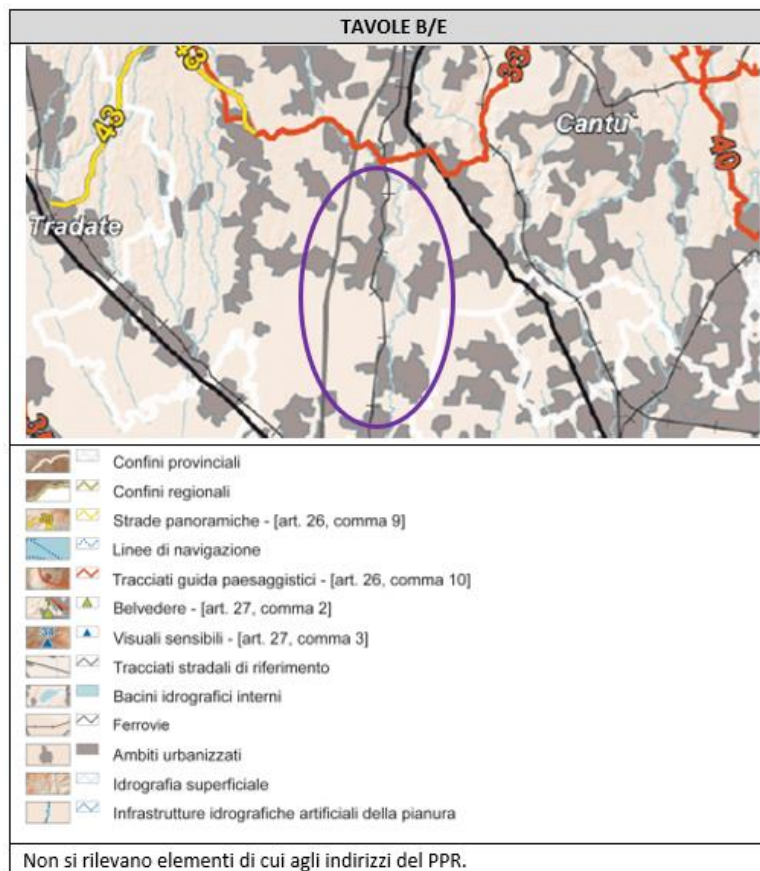 TAVOLE B/E
43
33
Cantù
40
Tradate
Confini provinciali
Confini regionali
Strade panoramiche - [art. 26, comma 9]
Linee di navigazione
Tracciati guida paesaggistici - [art. 26, comma 10]
Belvedere - [art. 27, comma 2]
Visuali sensibili - [art. 27, comma 3]
Tracciati stradali di riferimento
Bacini idrografici interni
Ferrovie
Ambiti urbanizzati
Idrografia superficiale
Infrastrutture idrografiche artificiali della pianura
Non si rilevano elementi di cui agli indirizzi del PPR.